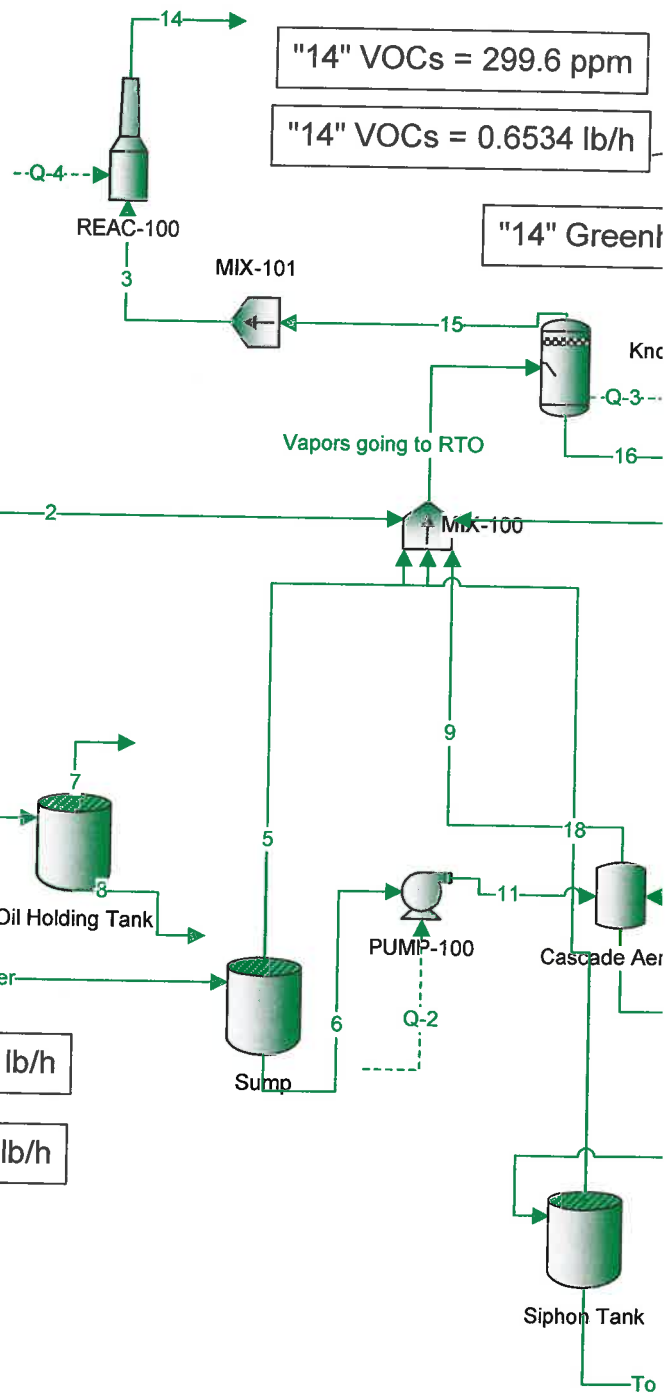 14
"14" VOCs = 299.6 ppm
"14" VOCs = 0.6534 lb/h
Q-4
REAC-100
"14" Greenh
3
MIX-101
15
Kno
Q-3
Vapors going to RTO
16
2
MIX-100
9
7
5
18
8
11
Oil Holding Tank
PUMP-100
Cascade Aer
er
6
Q-2
lb/h
Sump
lb/h
Siphon Tank
To